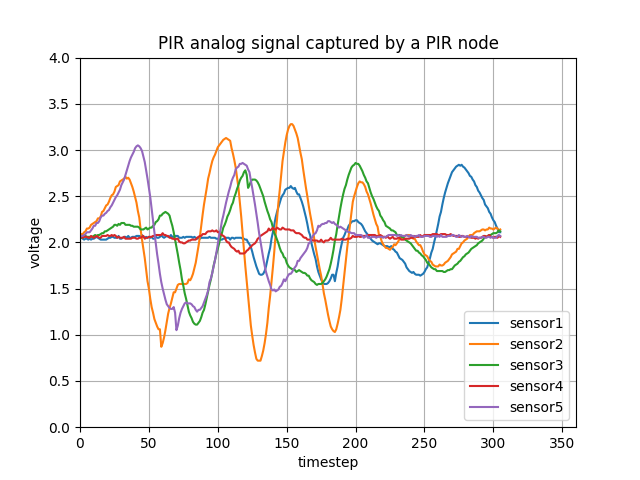 PIR analog signal captured by a PIR node
voltage
4.0
3.5
3.0
2.5
2.0
1.5
1.0
0.5
0.0
sensor1
sensor2
sensor3
sensor4
sensor5
0 50 100 150 200 250 300 350
timestep